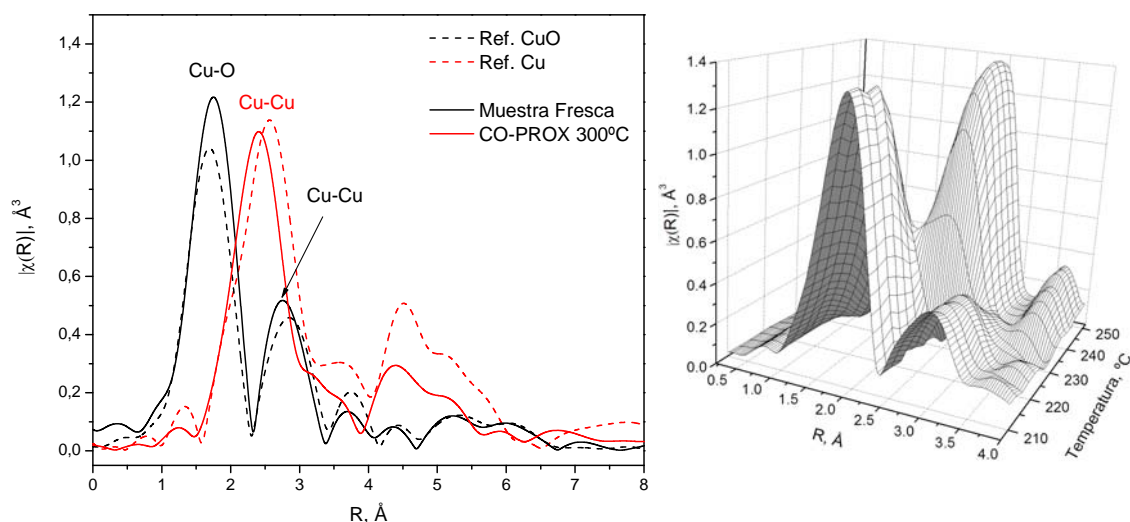 1,4
1,2
1,0
0,8
0,6
0,4
0,2
0,0
|χ(R)|, Å³
0 1 2 3 4 5 6 7 8
R, Å
Cu-O
Cu-Cu
Cu-Cu
Ref. CuO
Ref. Cu
Muestra Fresca
CO-PROX 300ºC
1.4
1.2
1.0
0.8
0.6
0.4
0.2
0.0
|χ(R)|, Å³
0.5 1.0 1.5 2.0 2.5 3.0 3.5 4.0
R, Å
210 220 230 240 250
Temperatura, ºC